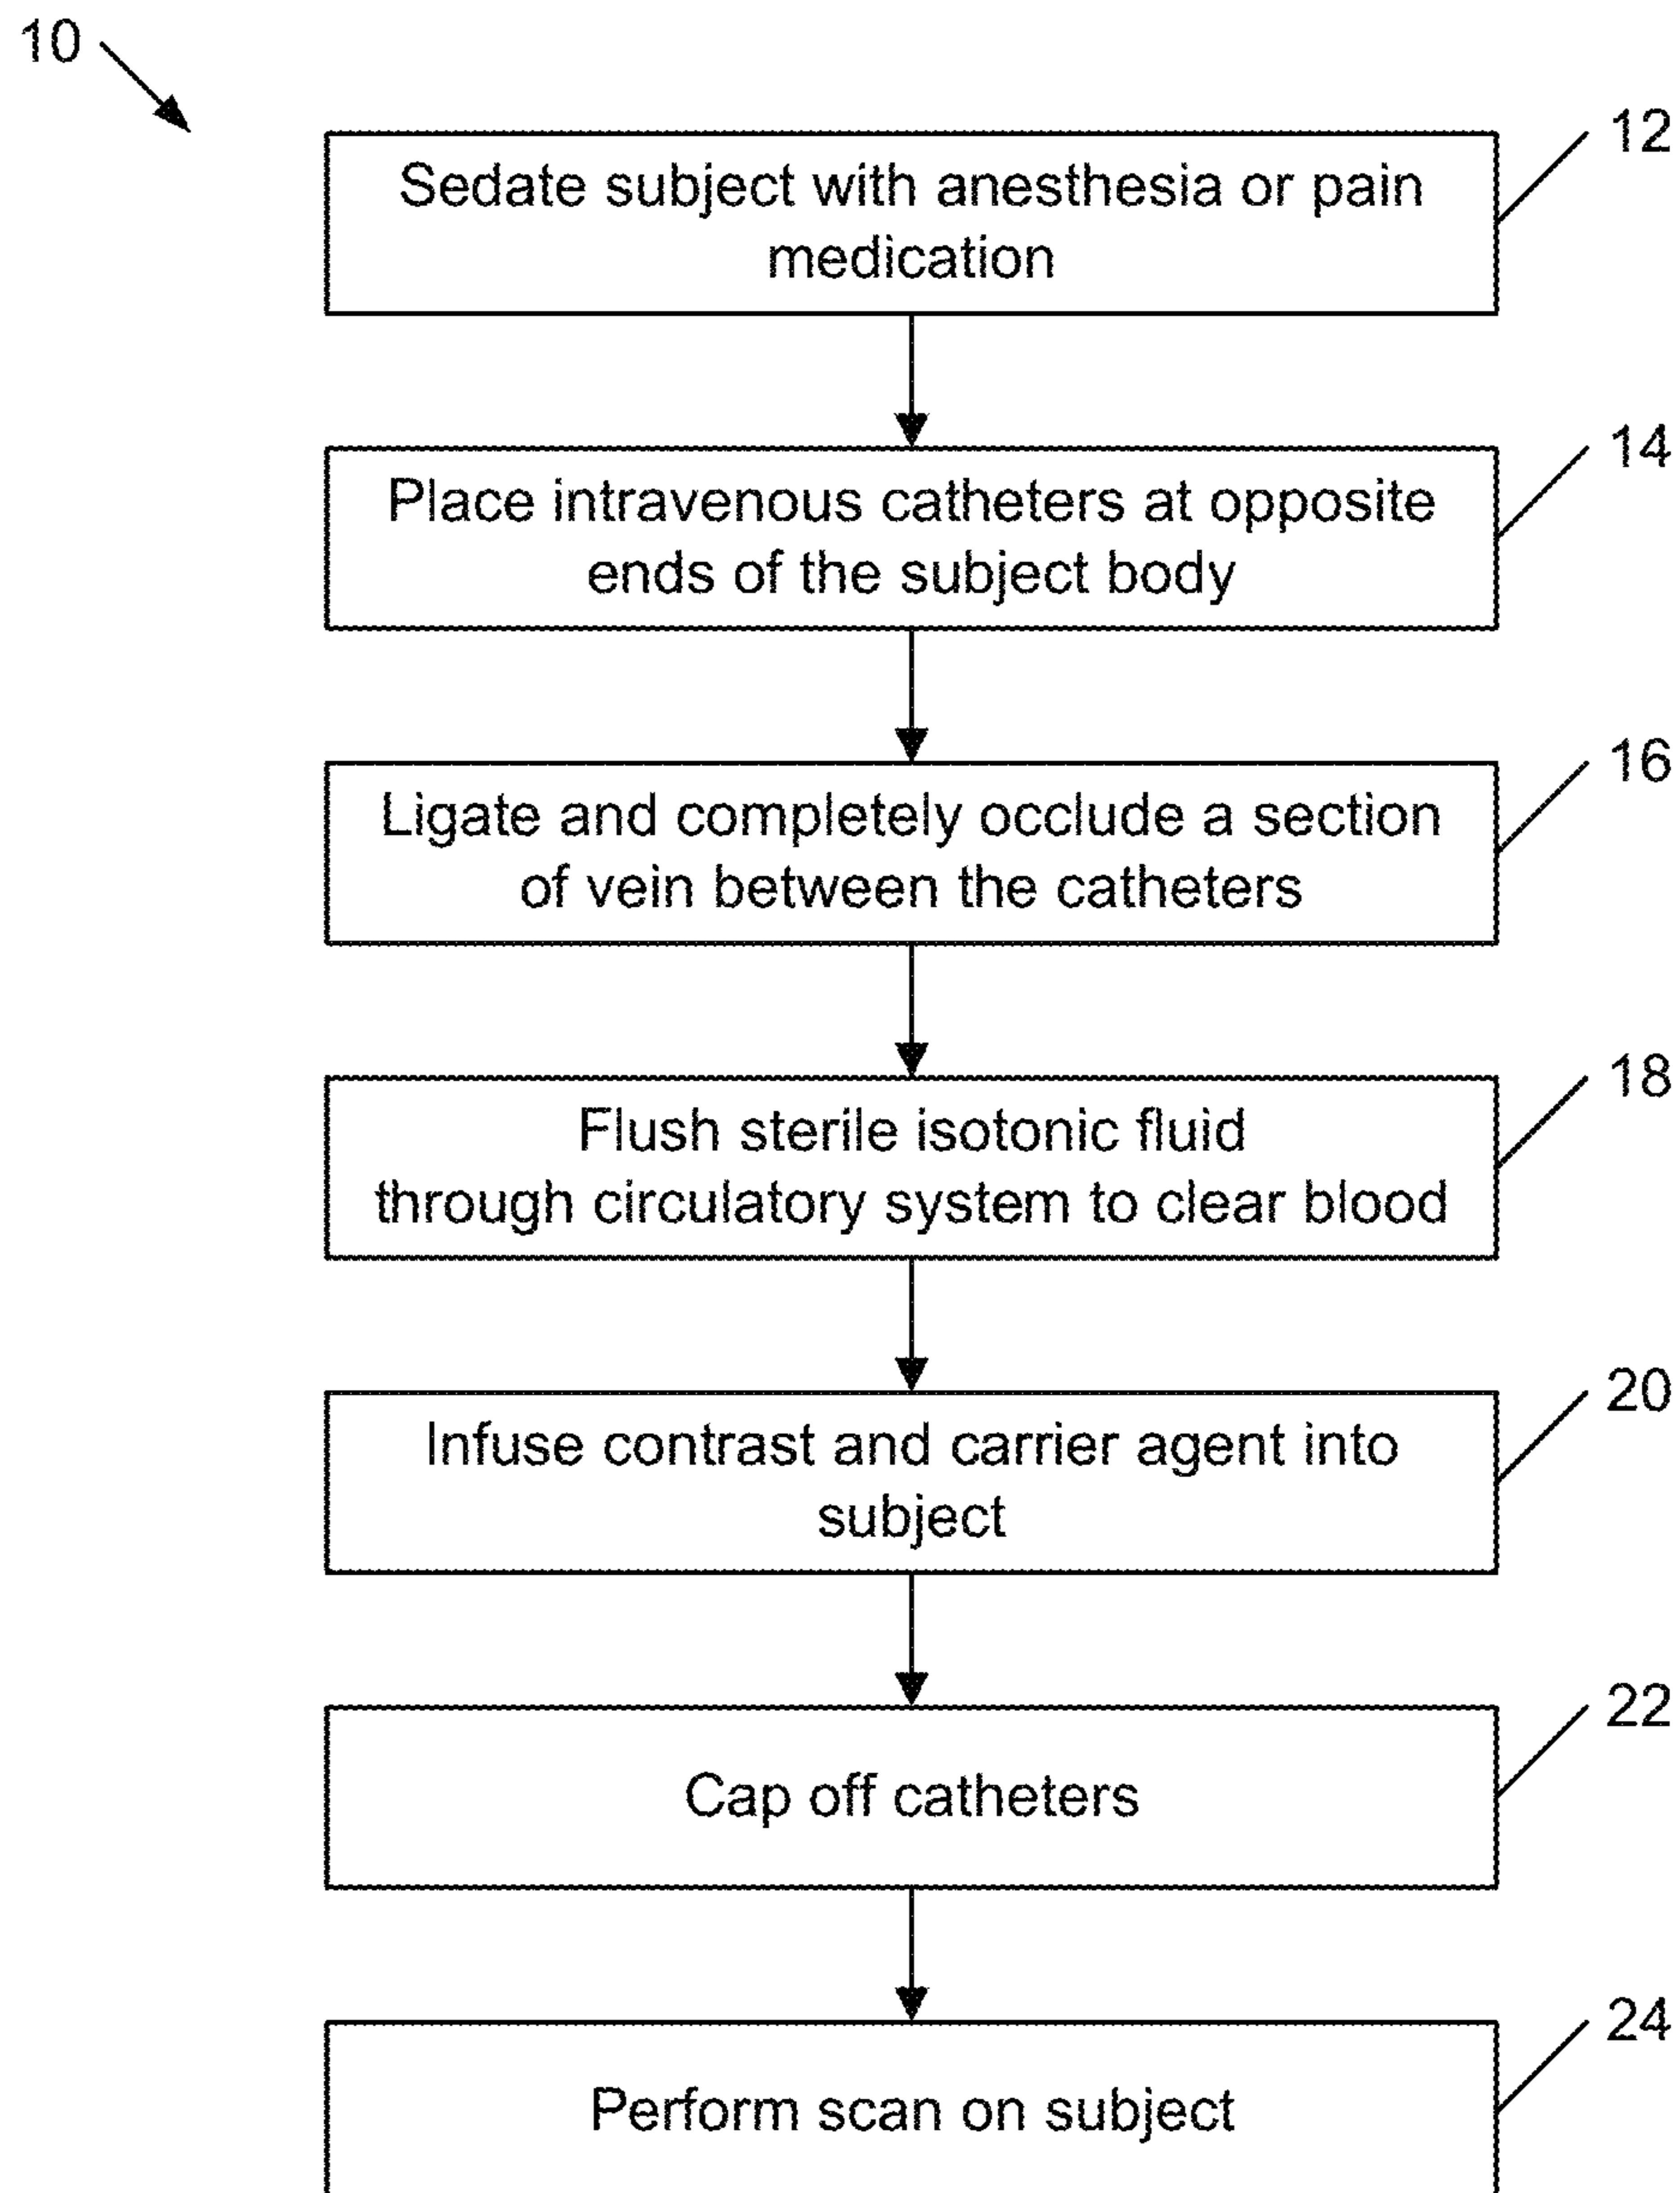 10
12
Sedate subject with anesthesia or pain
medication
14
Place intravenous catheters at opposite
ends of the subject body
16
Ligate and completely occlude a section
of vein between the catheters
18
Flush sterile isotonic fluid
through circulatory system to clear blood
20
Infuse contrast and carrier agent into
subject
22
Cap off catheters
24
Perform scan on subject